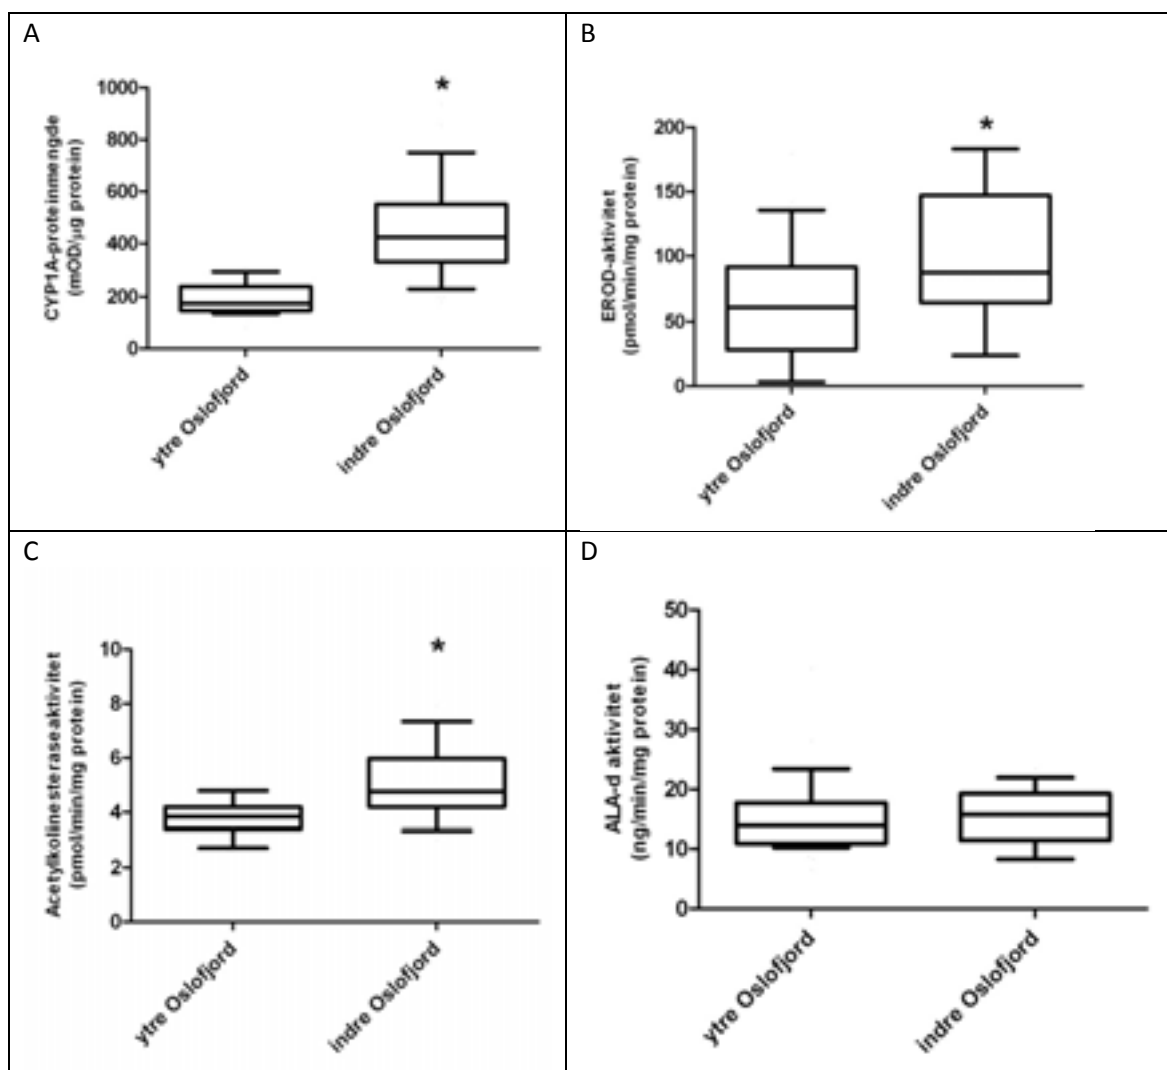 A
CYP1A-proteinmengde
(mOD/µg protein)
1000
800
600
400
200
0
*
ytre Oslofjord
indre Oslofjord
B
EROD-aktivitet
(pmol/min/mg protein)
200
150
100
50
0
*
ytre Oslofjord
indre Oslofjord
C
Acetylkolinesteraseaktivitet
(pmol/min/mg protein)
10
8
6
4
2
0
*
ytre Oslofjord
indre Oslofjord
D
ALA-d aktivitet
(ng/min/mg protein)
50
40
30
20
10
0
ytre Oslofjord
indre Oslofjord